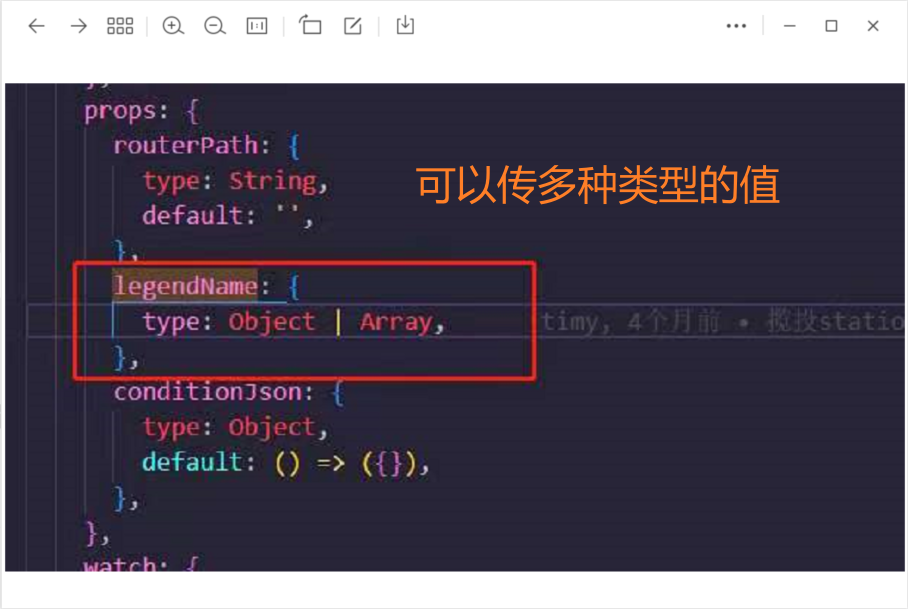 props: {
routerPath: {
type: String,
default: '',
},
可以传多种类型的值
legendName: {
type: Object | Array,
timy, 4个月前 • 揽投statio
},
conditionJson: {
type: Object,
default: () => ({}),
},
},
watch: {